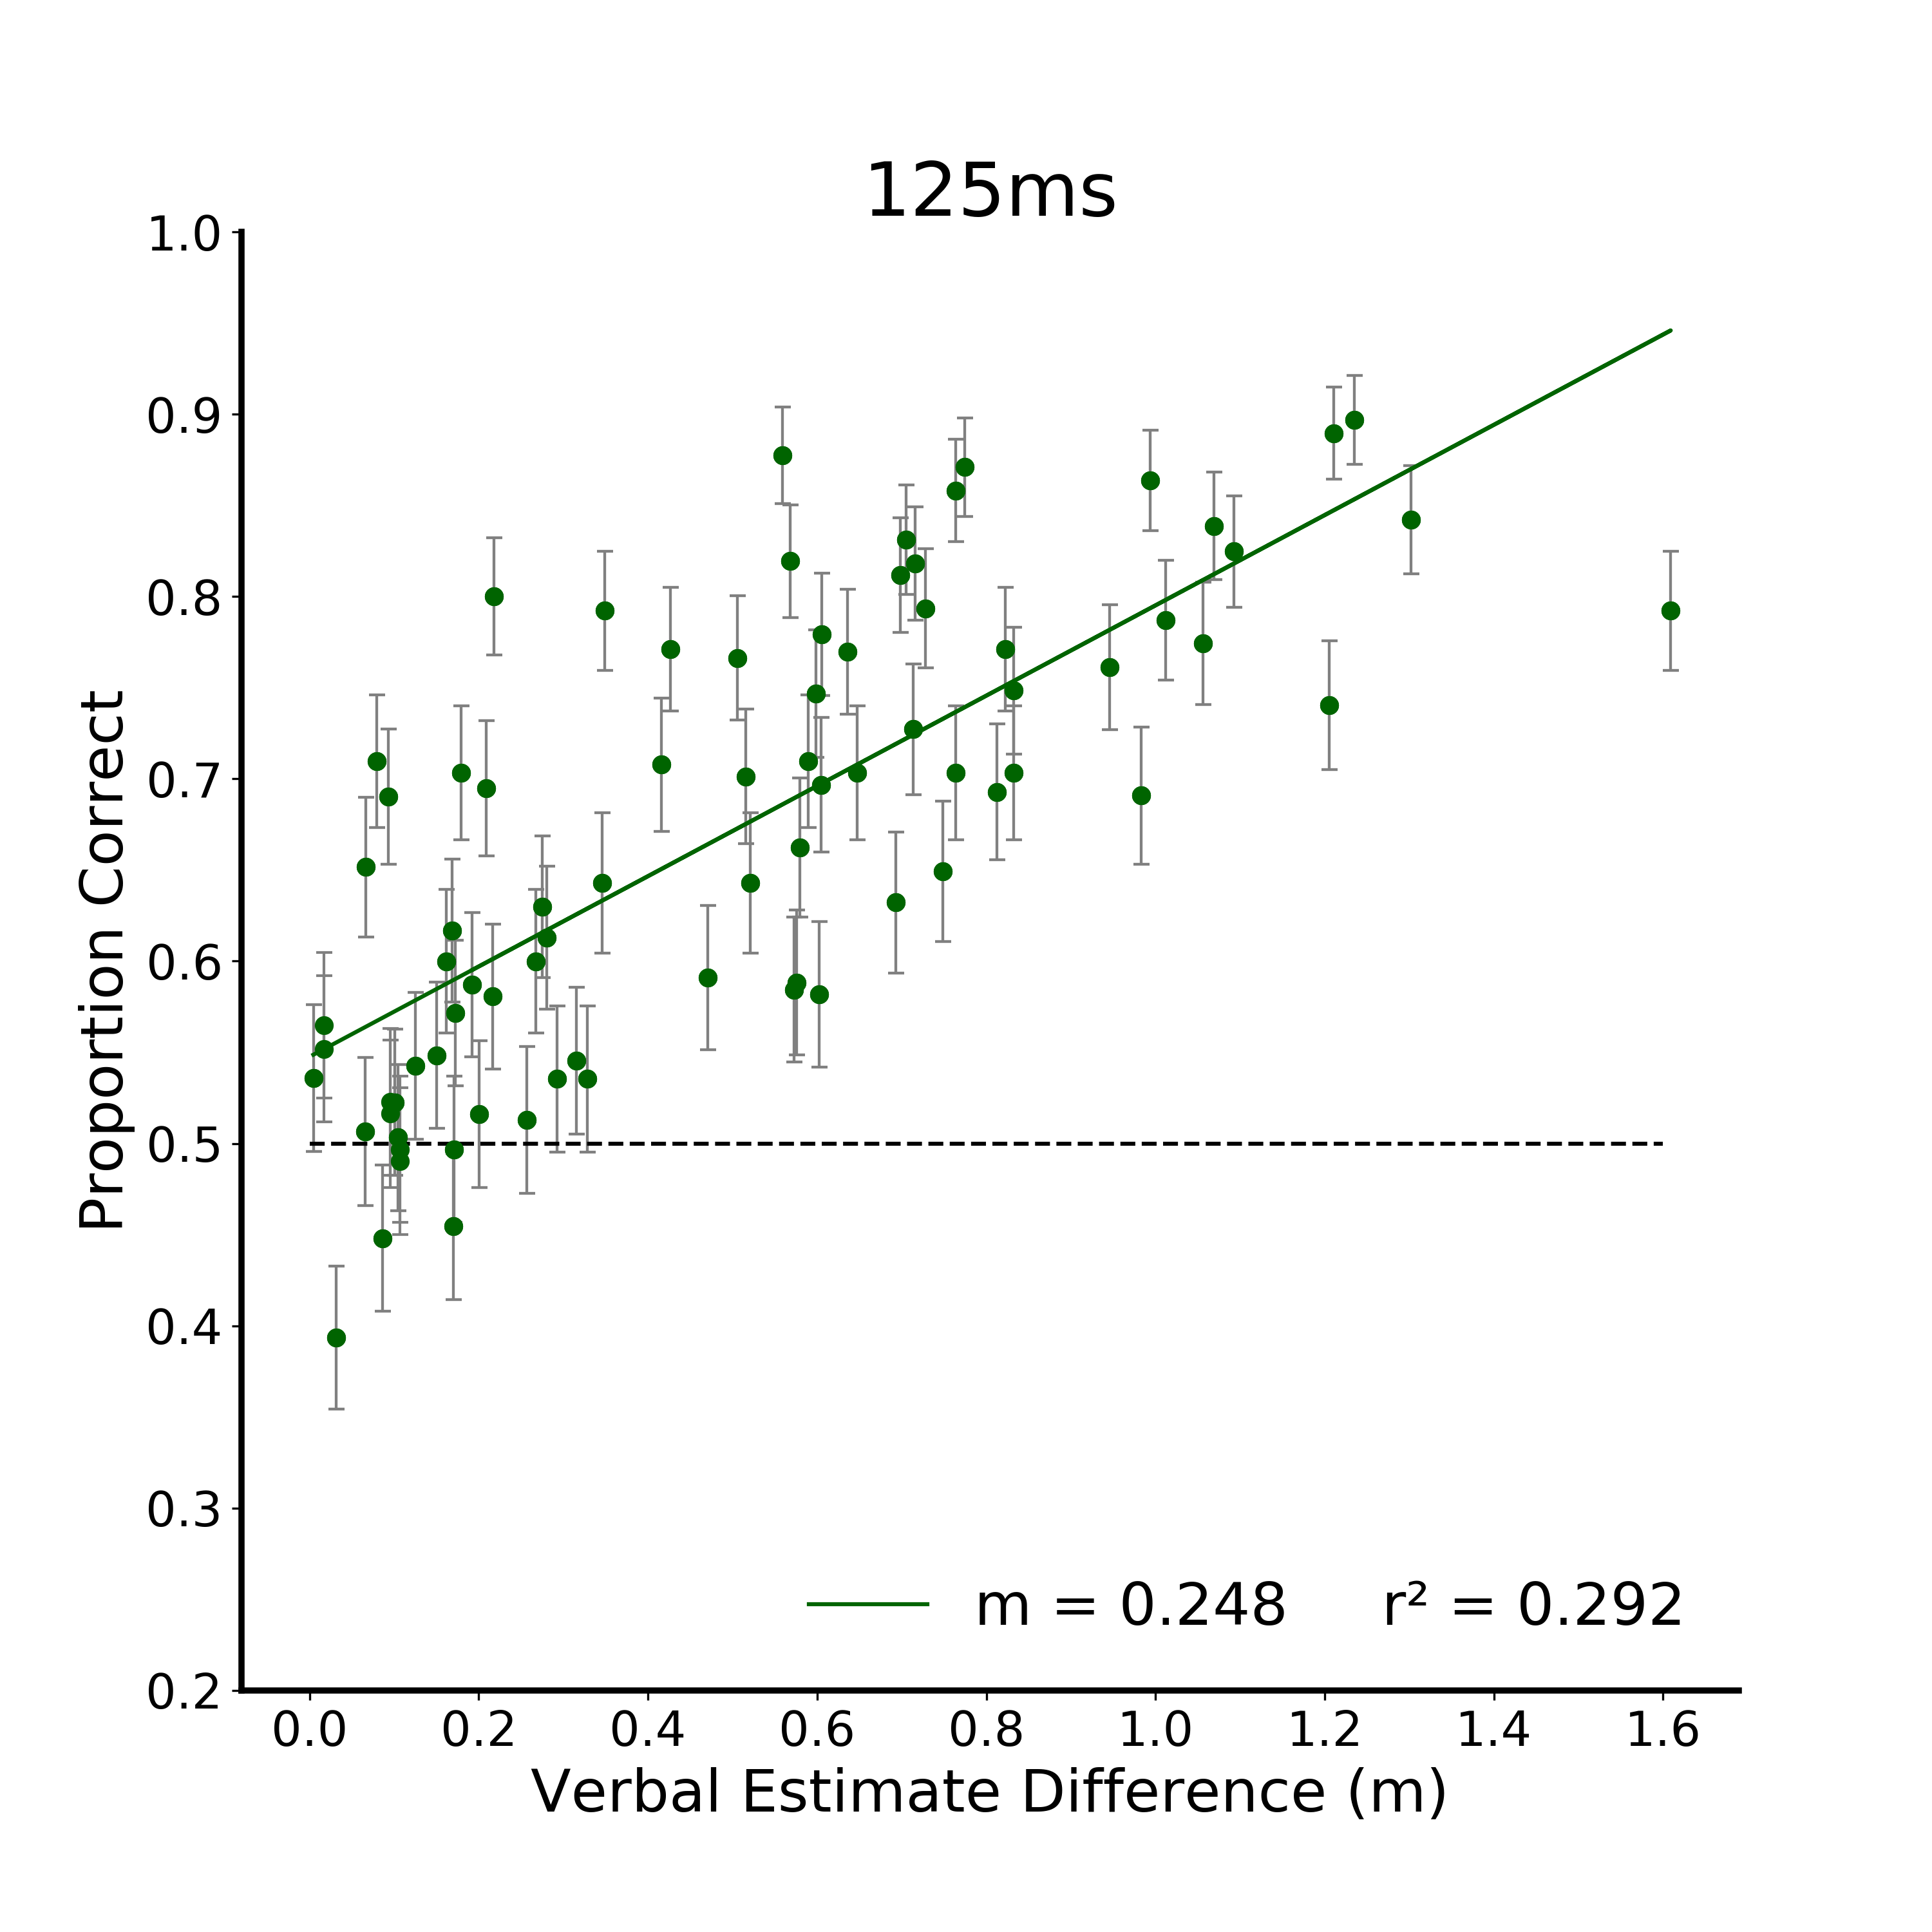 125ms
1.0
0.9
0.8
0.7
0.6
0.5
0.4
0.3
0.2
Proportion Correct
m = 0.248 r² = 0.292
0.0 0.2 0.4 0.6 0.8 1.0 1.2 1.4 1.6
Verbal Estimate Difference (m)